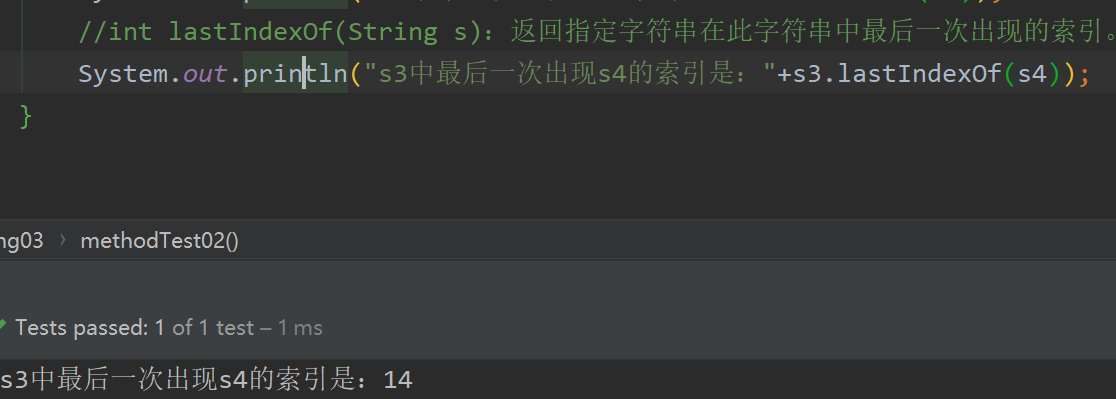 //int lastIndexOf(String s)：返回指定字符串在此字符串中最后一次出现的索引。
System.out.println("s3中最后一次出现s4的索引是："+s3.lastIndexOf(s4));
}
ng03 › methodTest02()
Tests passed: 1 of 1 test – 1 ms
s3中最后一次出现s4的索引是：14